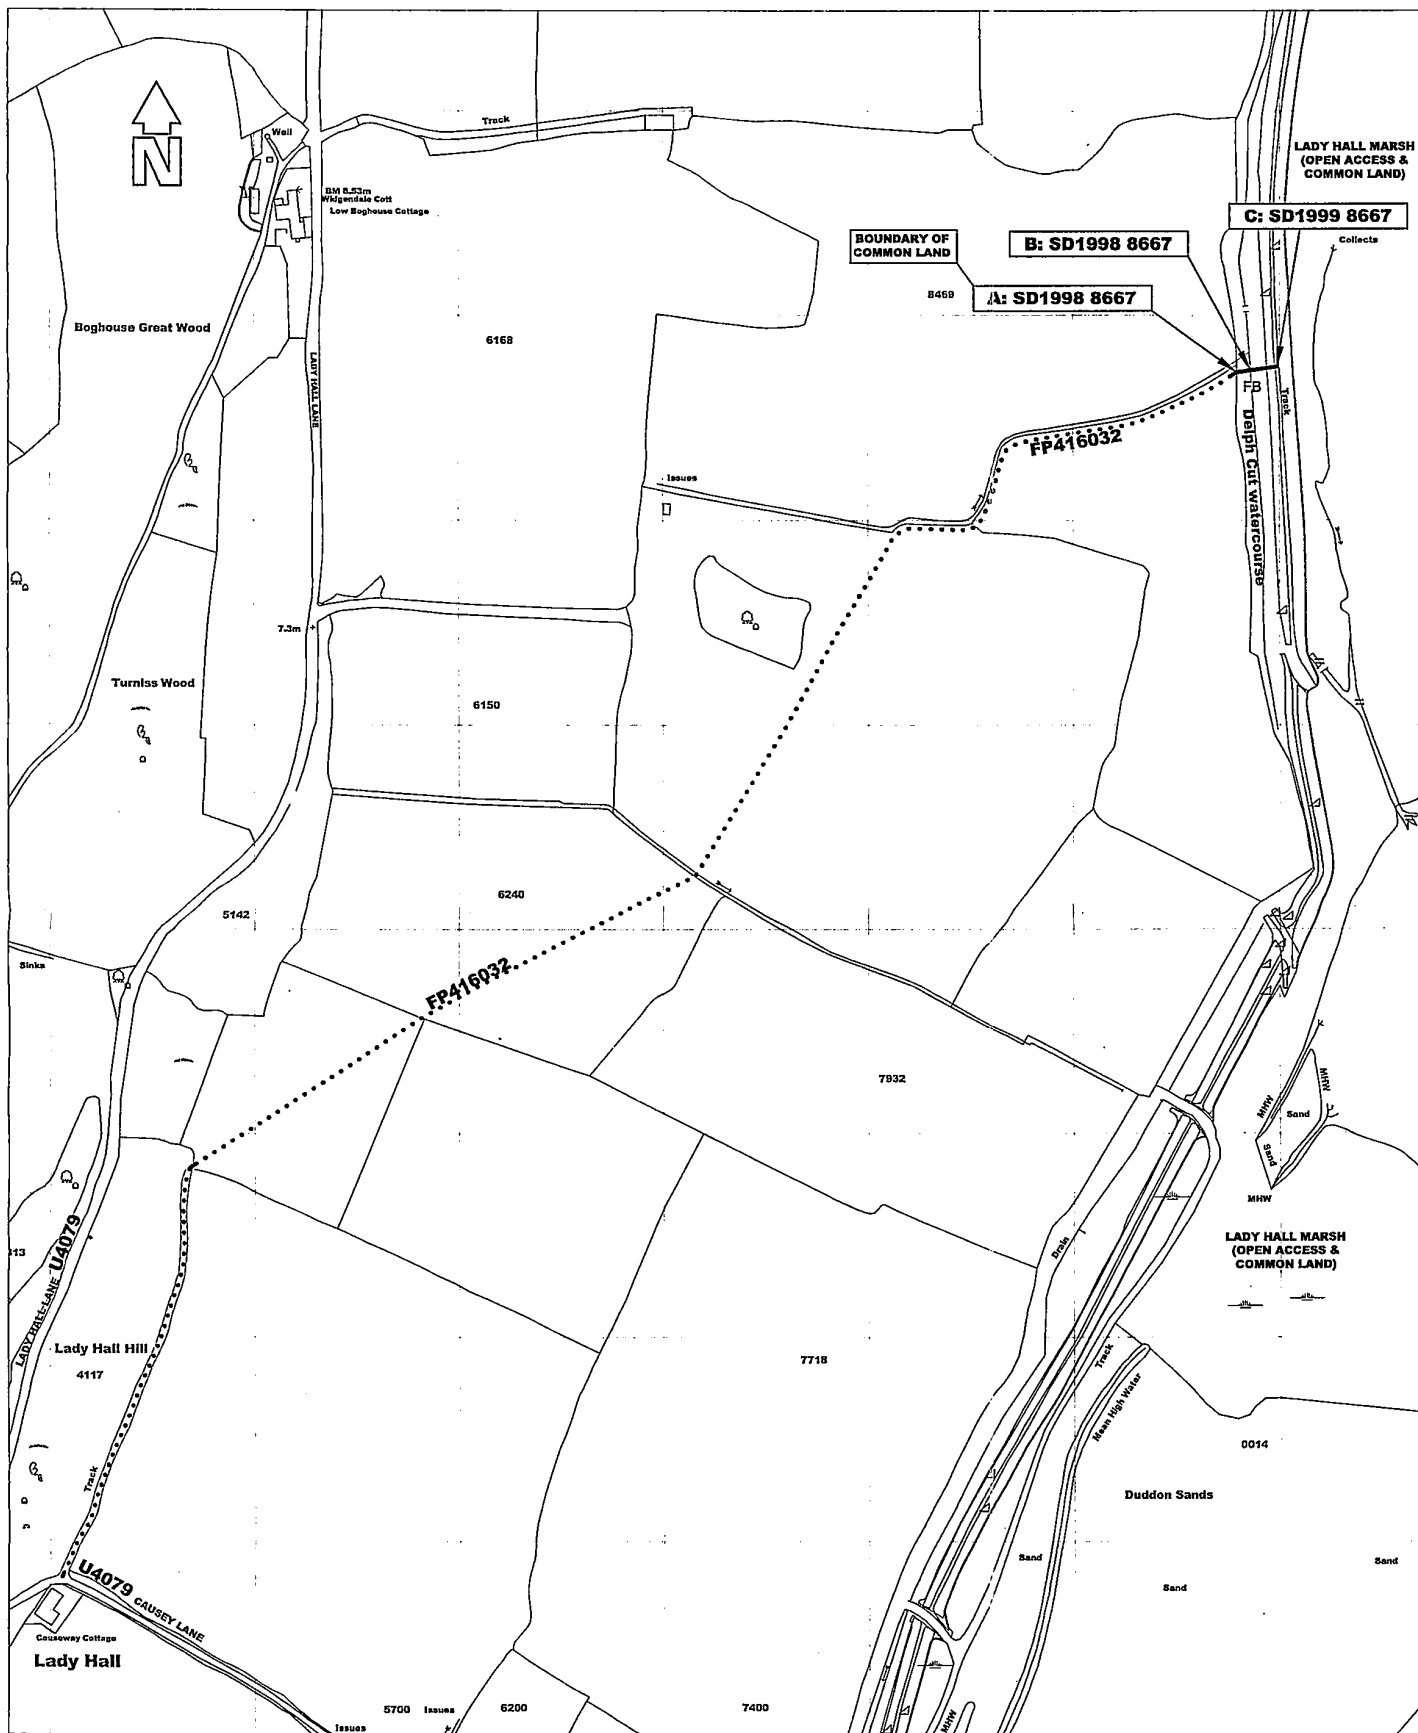 N
Well
Track
BM 8.53m
Low Boghouse Cottage
LADY HALL MARSH
(OPEN ACCESS &
COMMON LAND)
C: SD1999 8667
Collects
BOUNDARY OF
COMMON LAND
B: SD1998 8667
8469
A: SD1998 8667
Boghouse Great Wood
6168
LADY HALL LANE
FB
Track
FP416032
Delph Cut watercourse
Issues
7.3m
Turniss Wood
6150
6240
5142
FP416032
Sinks
7932
MHW
MHW
Sand
Sand
MHW
LADY HALL MARSH
(OPEN ACCESS &
COMMON LAND)
Drain
LADY HALL LANE U4079
Lady Hall Hill
4117
7718
Track
Mean High Water
0014
Track
Duddon Sands
Sand
Sand
Sand
U4079 CAUSEY LANE
Causeway Cottage
Lady Hall
5700
Issues
6200
7400
Issues
MHW